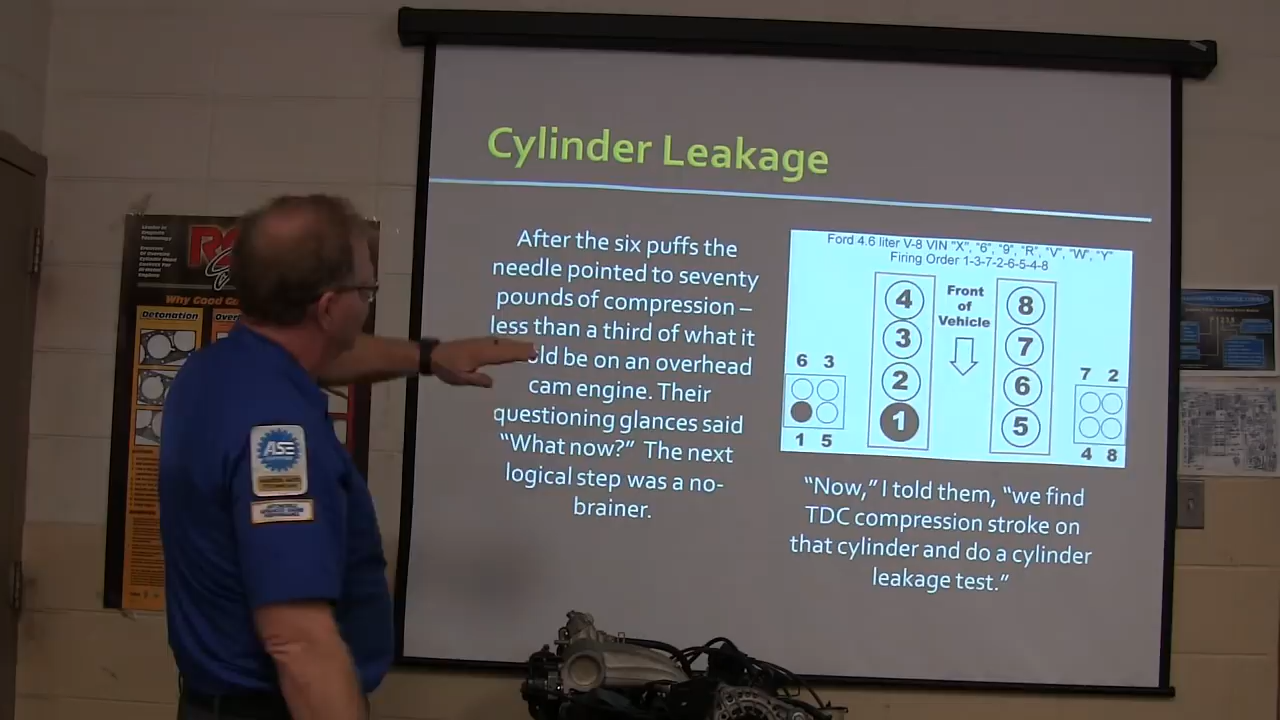 Cylinder Leakage
After the six puffs the
needle pointed to seventy
pounds of compression –
less than a third of what it
be on an overhead
cam engine. Their
questioning glances said
"What now?" The next
logical step was a no-
brainer.
Ford 4.6 liter V-8 VIN "X", "6", "9", "R", "V", "W", "Y"
Firing Order 1-3-7-2-6-5-4-8
Front
of
Vehicle
4
3
2
1
8
7
6
5
6 3
1 5
7 2
4 8
"Now," I told them, "we find
TDC compression stroke on
that cylinder and do a cylinder
leakage test."
Why Good
Detonation
ASE